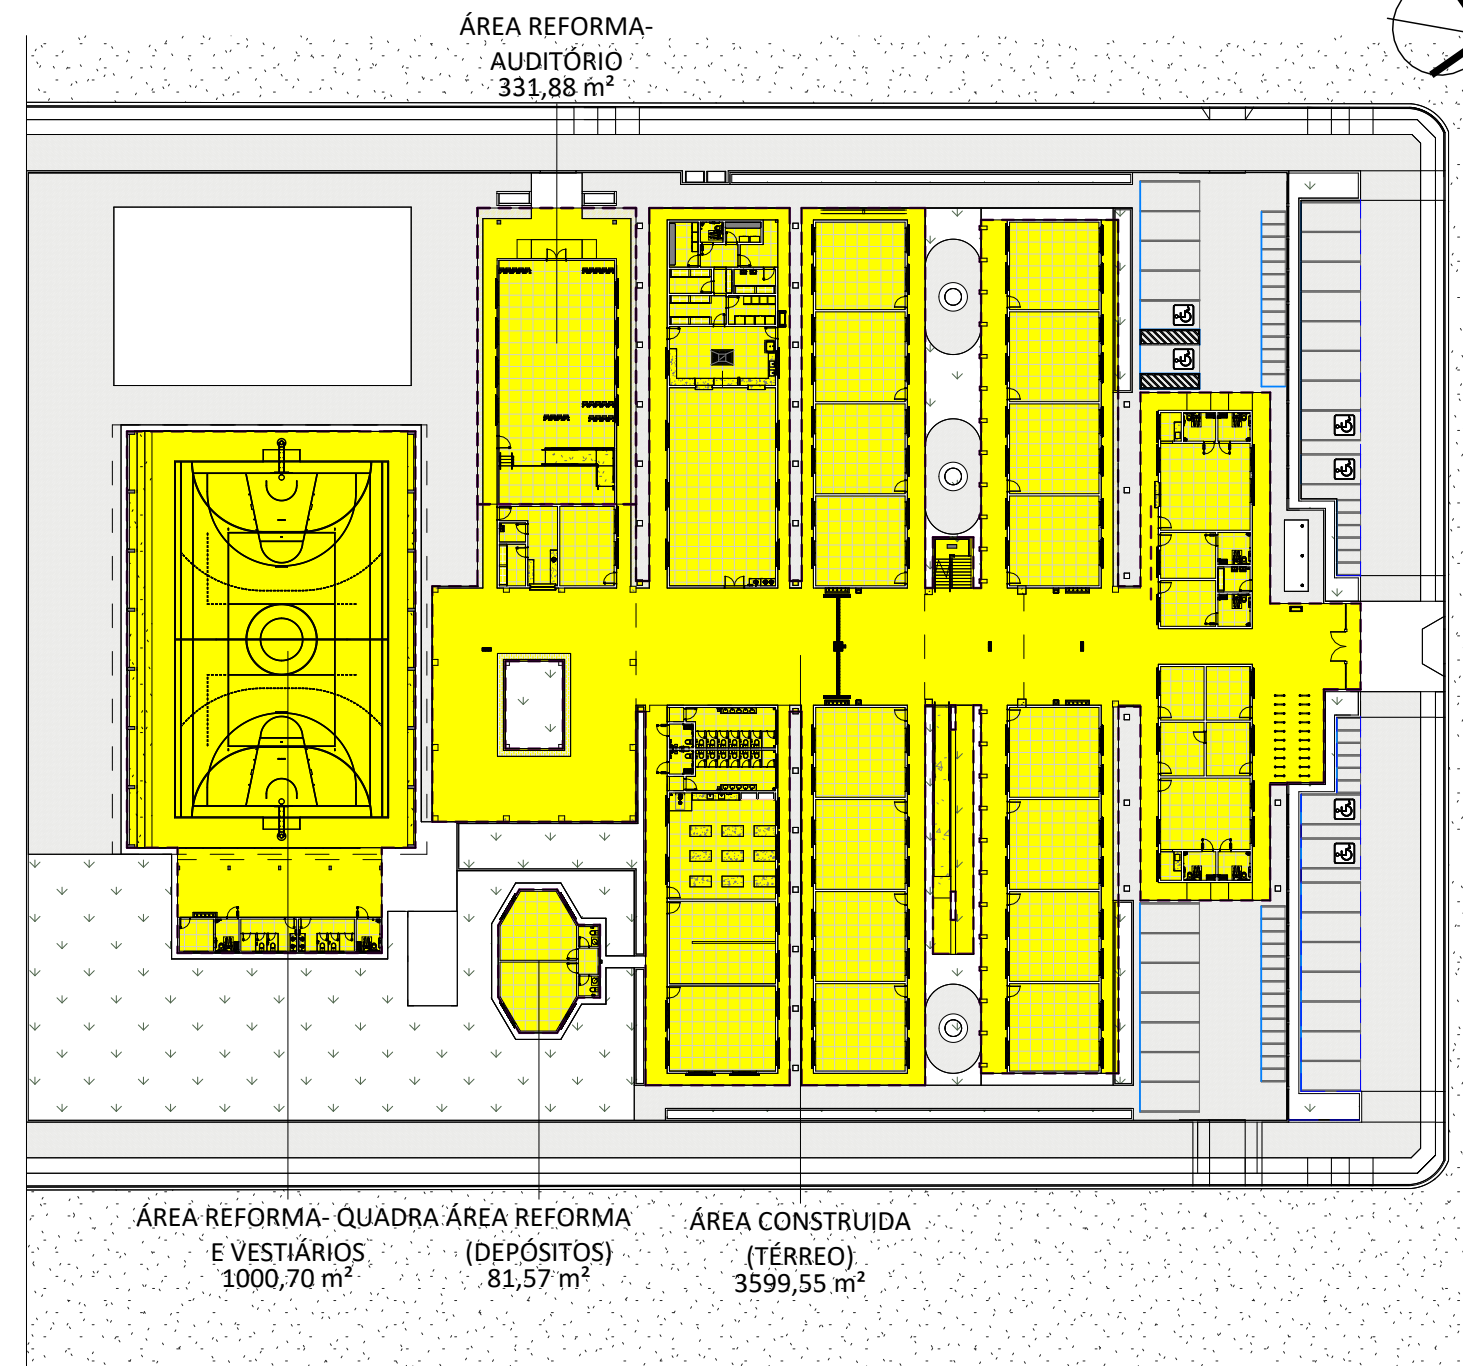 ÁREA REFORMA-
AUDITÓRIO
331,88 m²
ÁREA REFORMA- QUADRA
E VESTIÁRIOS
1000,70 m²
ÁREA REFORMA
(DEPÓSITOS)
81,57 m²
ÁREA CONSTRUIDA
(TÉRREO)
3599,55 m²